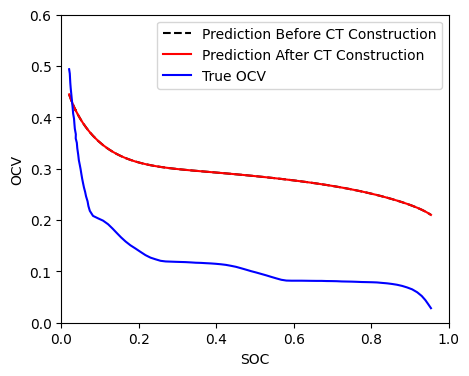 0.6
0.5
0.4
0.3
0.2
0.1
0.0
OCV
Prediction Before CT Construction
Prediction After CT Construction
True OCV
0.0 0.2 0.4 0.6 0.8 1.0
SOC